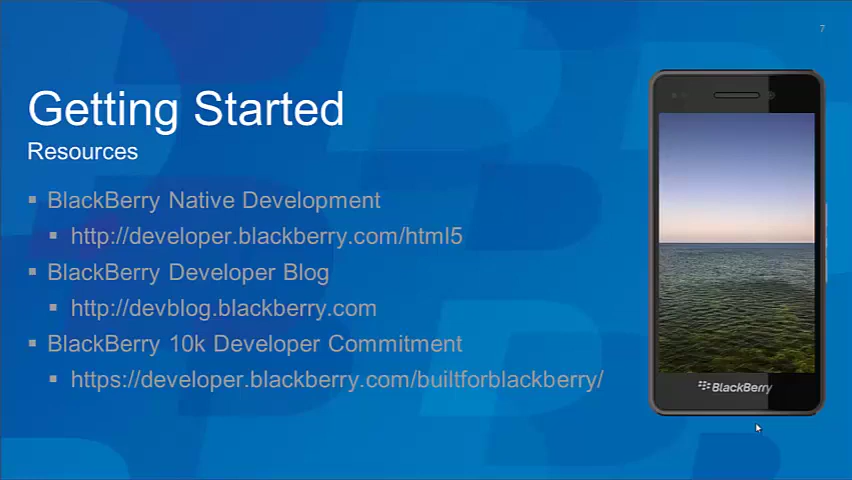 7
Getting Started
Resources
▪ BlackBerry Native Development
▪ http://developer.blackberry.com/html5
▪ BlackBerry Developer Blog
▪ http://devblog.blackberry.com
▪ BlackBerry 10k Developer Commitment
▪ https://developer.blackberry.com/builtforblackberry/
BlackBerry